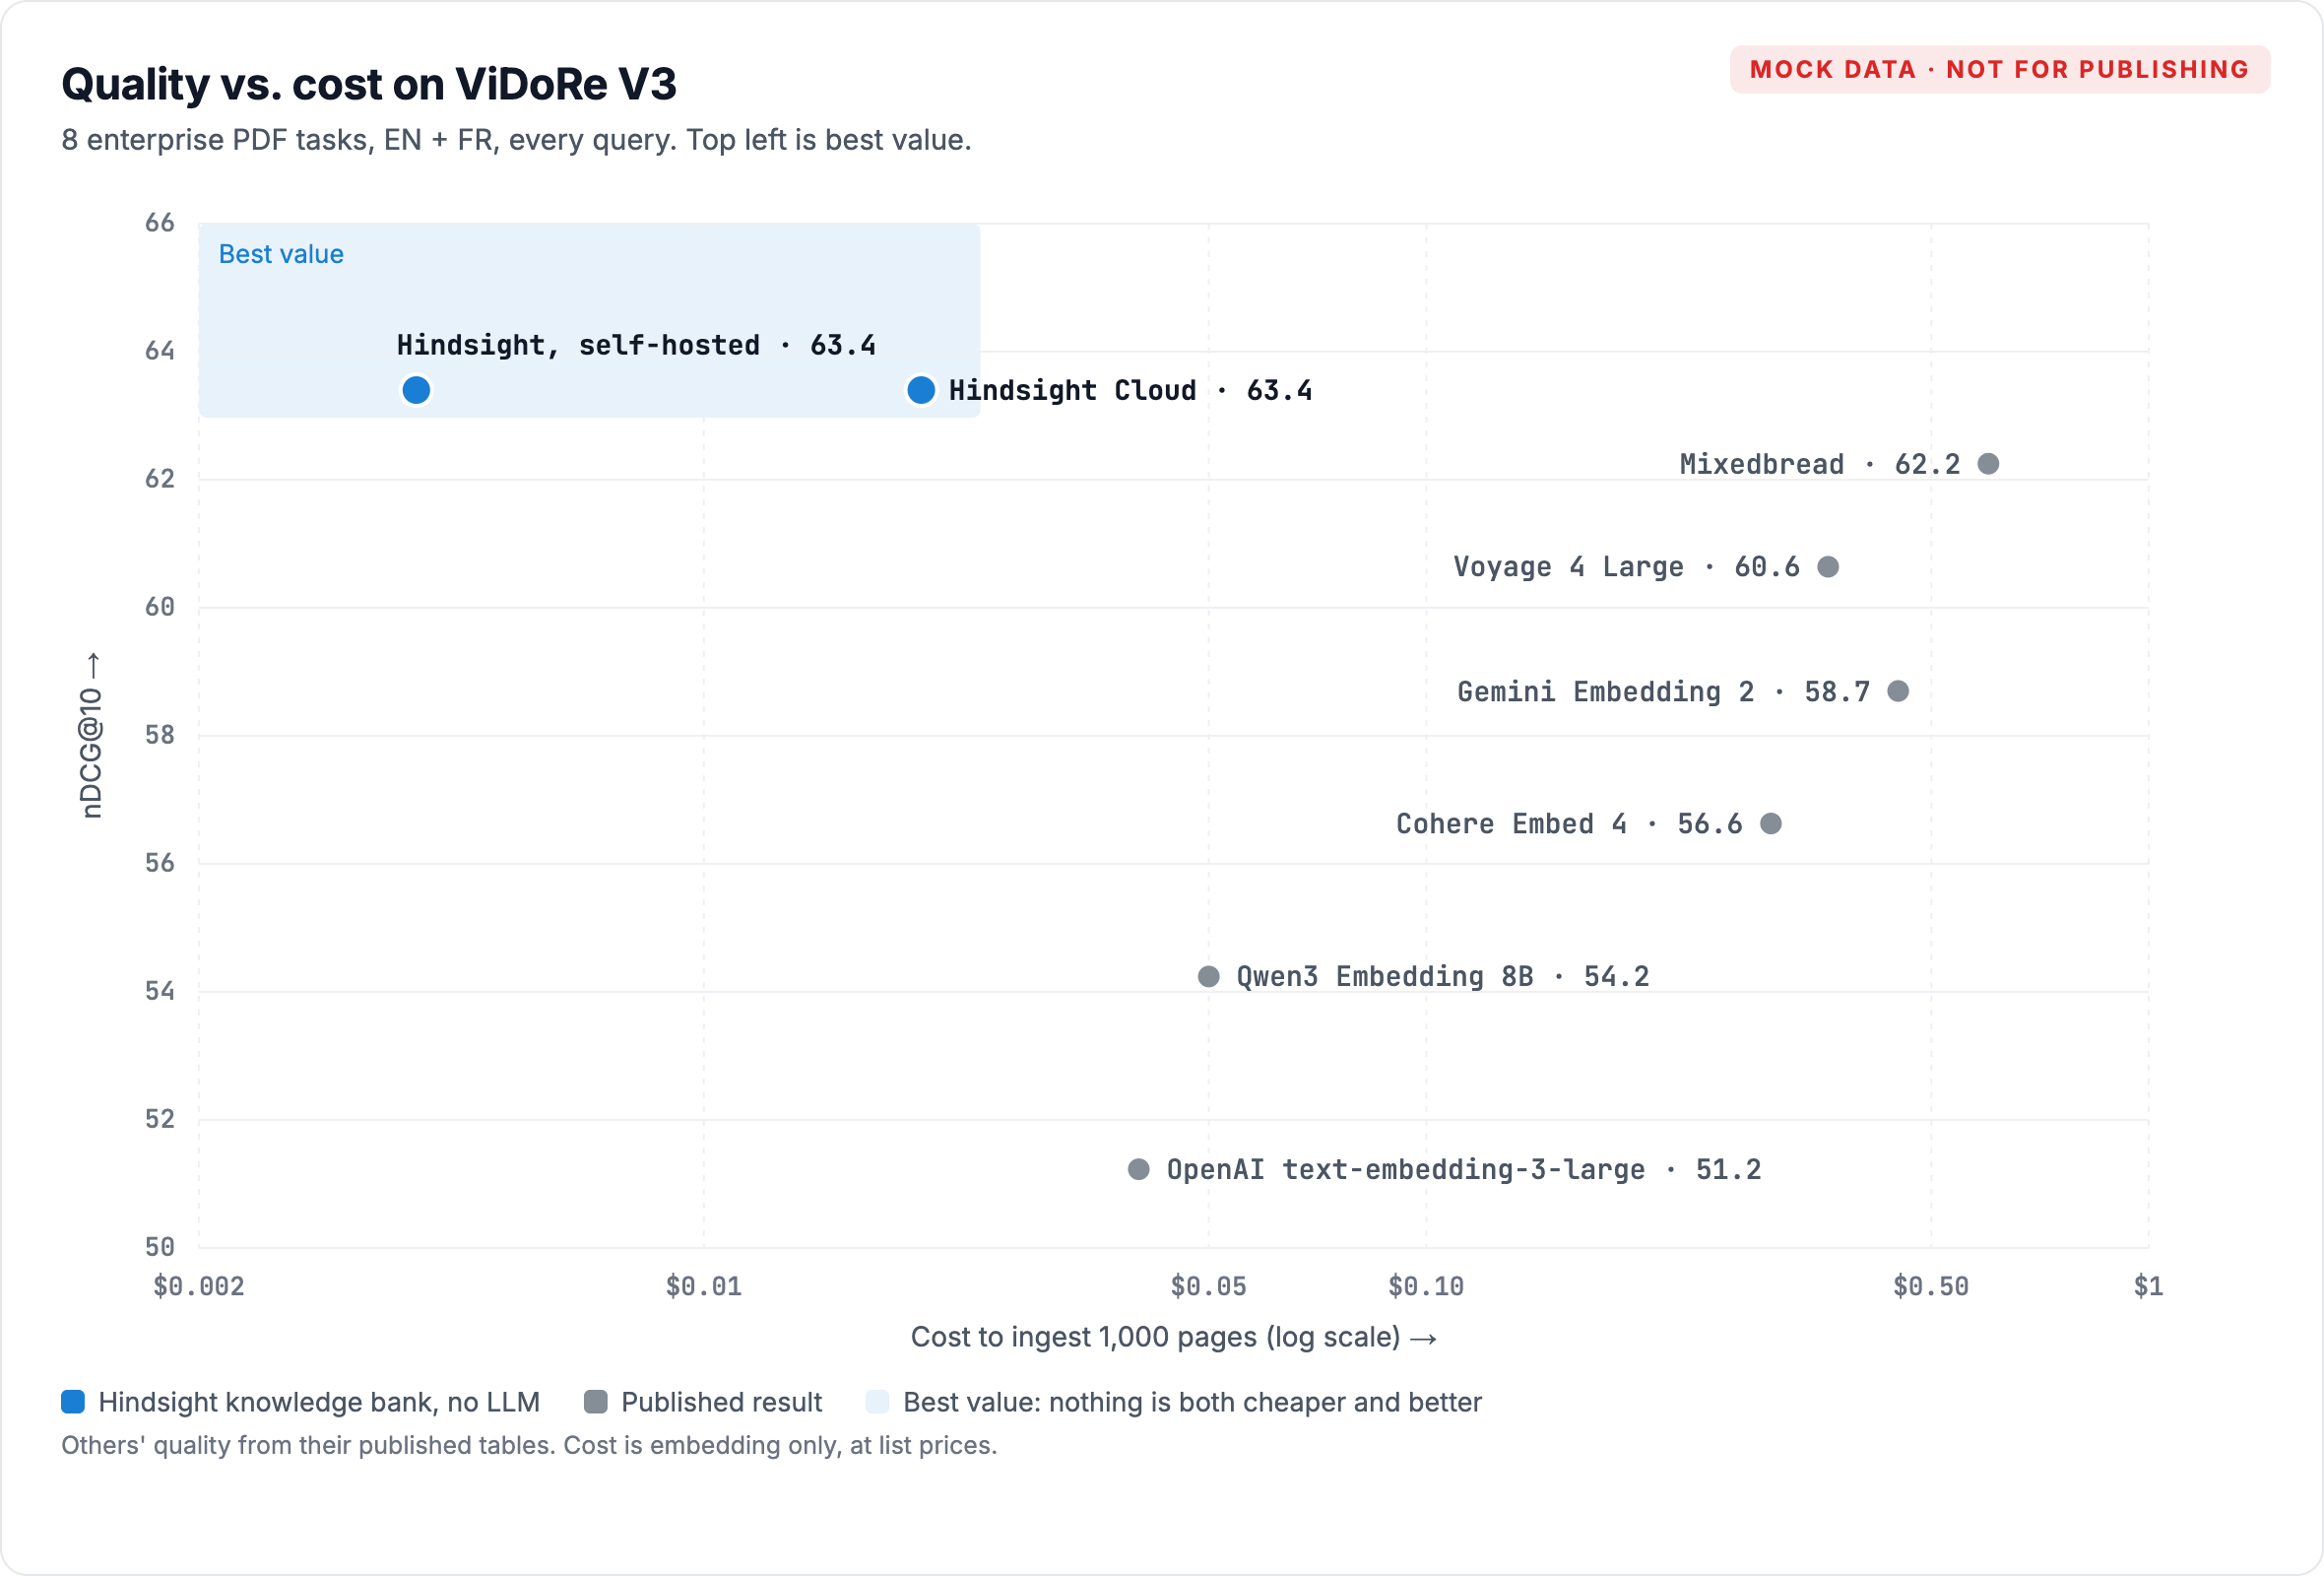 Quality vs. cost on ViDoRe V3
MOCK DATA · NOT FOR PUBLISHING
8 enterprise PDF tasks, EN + FR, every query. Top left is best value.
66
Best value
64
Hindsight, self-hosted · 63.4
Hindsight Cloud · 63.4
62
Mixedbread · 62.2
Voyage 4 Large · 60.6
60
Gemini Embedding 2 · 58.7
nDCG@10 →
58
Cohere Embed 4 · 56.6
56
Qwen3 Embedding 8B · 54.2
54
52
OpenAI text-embedding-3-large · 51.2
50
$0.002 $0.01 $0.05 $0.10 $0.50 $1
Cost to ingest 1,000 pages (log scale) →
Hindsight knowledge bank, no LLM Published result Best value: nothing is both cheaper and better
Others' quality from their published tables. Cost is embedding only, at list prices.